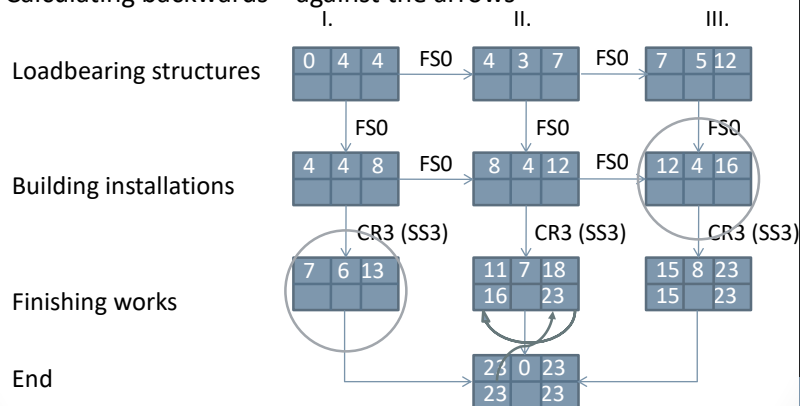 Calculating backwards – against the arrows
I. II. III.
Loadbearing structures
0 4 4 FS0 4 3 7 FS0 7 5 12
FS0 FS0 FS0
Building installations
4 4 8 FS0 8 4 12 FS0 12 4 16
CR3 (SS3) CR3 (SS3) CR3 (SS3)
Finishing works
7 6 13 11 7 18 15 8 23
16 23 15 23
End
23 0 23
23 23